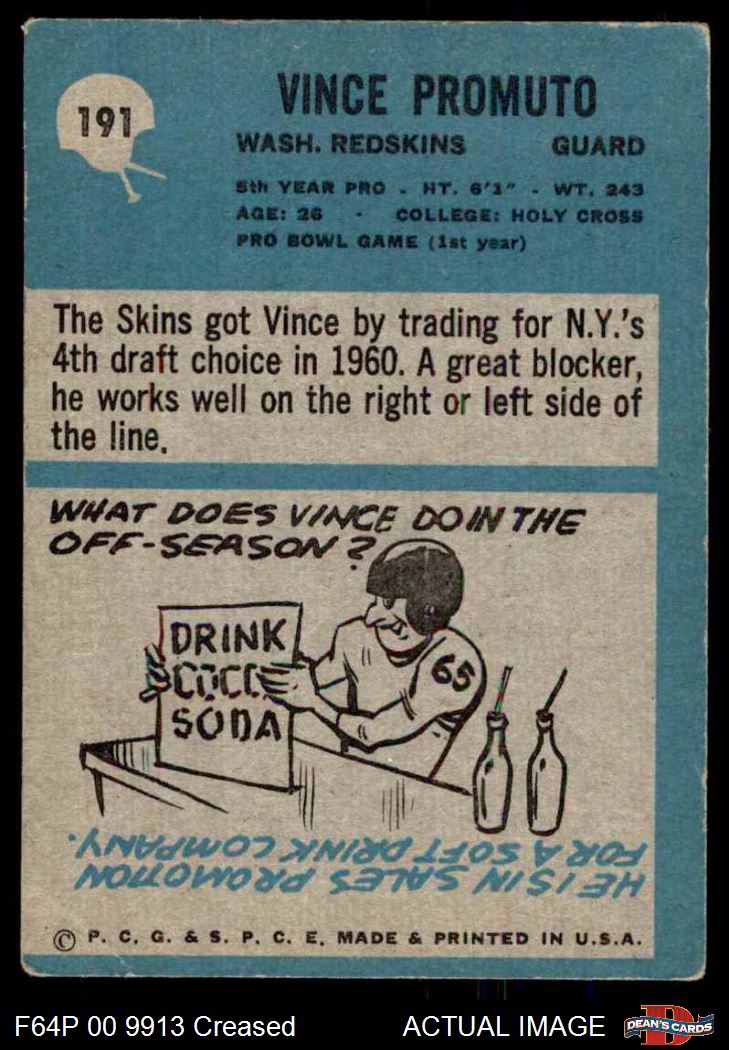 191
VINCE PROMUTO
WASH. REDSKINS GUARD
5th YEAR PRO - HT. 6'1" - WT. 243
AGE: 26 - COLLEGE: HOLY CROSS
PRO BOWL GAME (1st year)
The Skins got Vince by trading for N.Y.'s
4th draft choice in 1960. A great blocker,
he works well on the right or left side of
the line.
WHAT DOES VINCE DO IN THE
OFF-SEASON?
DRINK
SODA
65
HE IS IN SALES PROMOTION
FOR A SOFT DRINK COMPANY.
© P. C. G. & S. P. C. E. MADE & PRINTED IN U.S.A.
F64P 00 9913 Creased ACTUAL IMAGE D DEAN'S CARDS